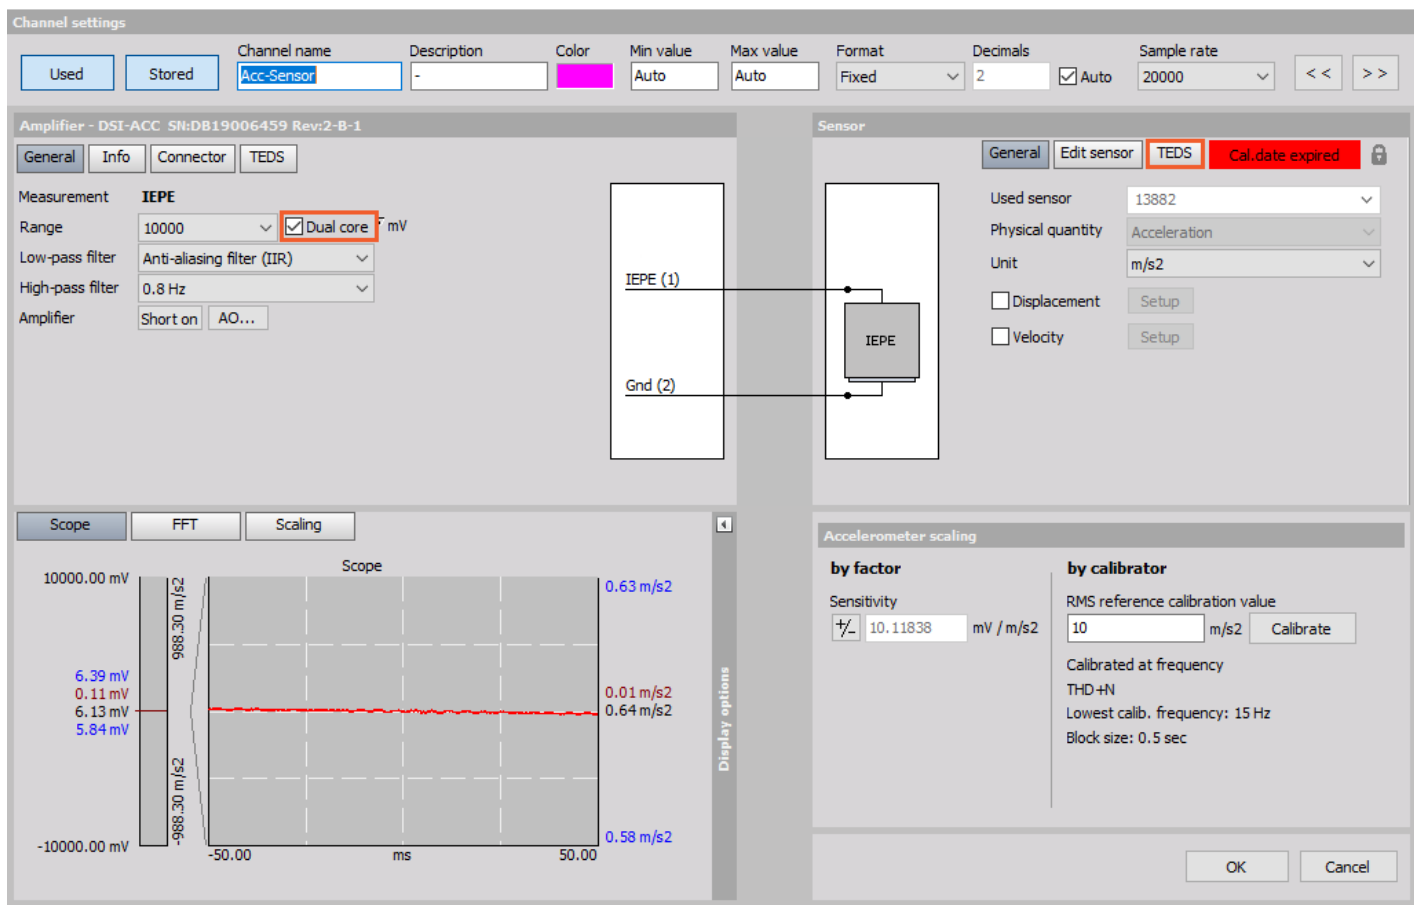 Channel settings
Used
Stored
Channel name
Acc-Sensor
Description
-
Color
Min value
Auto
Max value
Auto
Format
Fixed
Decimals
2
Auto
Sample rate
20000
<<
>>
Amplifier - DSI-ACC SN:DB19006459 Rev:2-B-1
General
Info
Connector
TEDS
Measurement IEPE
Range 10000 Dual core mV
Low-pass filter Anti-aliasing filter (IIR)
High-pass filter 0.8 Hz
Amplifier Short on AO...
IEPE (1)
Gnd (2)
IEPE
Sensor
General
Edit sensor
TEDS
Cal.date expired
Used sensor 13882
Physical quantity Acceleration
Unit m/s2
Displacement Setup
Velocity Setup
Scope
FFT
Scaling
Scope
10000.00 mV
6.39 mV
0.11 mV
6.13 mV
5.84 mV
-10000.00 mV
988.30 m/s2
-988.30 m/s2
0.63 m/s2
0.01 m/s2
0.64 m/s2
0.58 m/s2
-50.00 ms 50.00
Display options
Accelerometer scaling
by factor
Sensitivity
+/- 10.11838 mV / m/s2
by calibrator
RMS reference calibration value
10 m/s2 Calibrate
Calibrated at frequency
THD+N
Lowest calib. frequency: 15 Hz
Block size: 0.5 sec
OK
Cancel